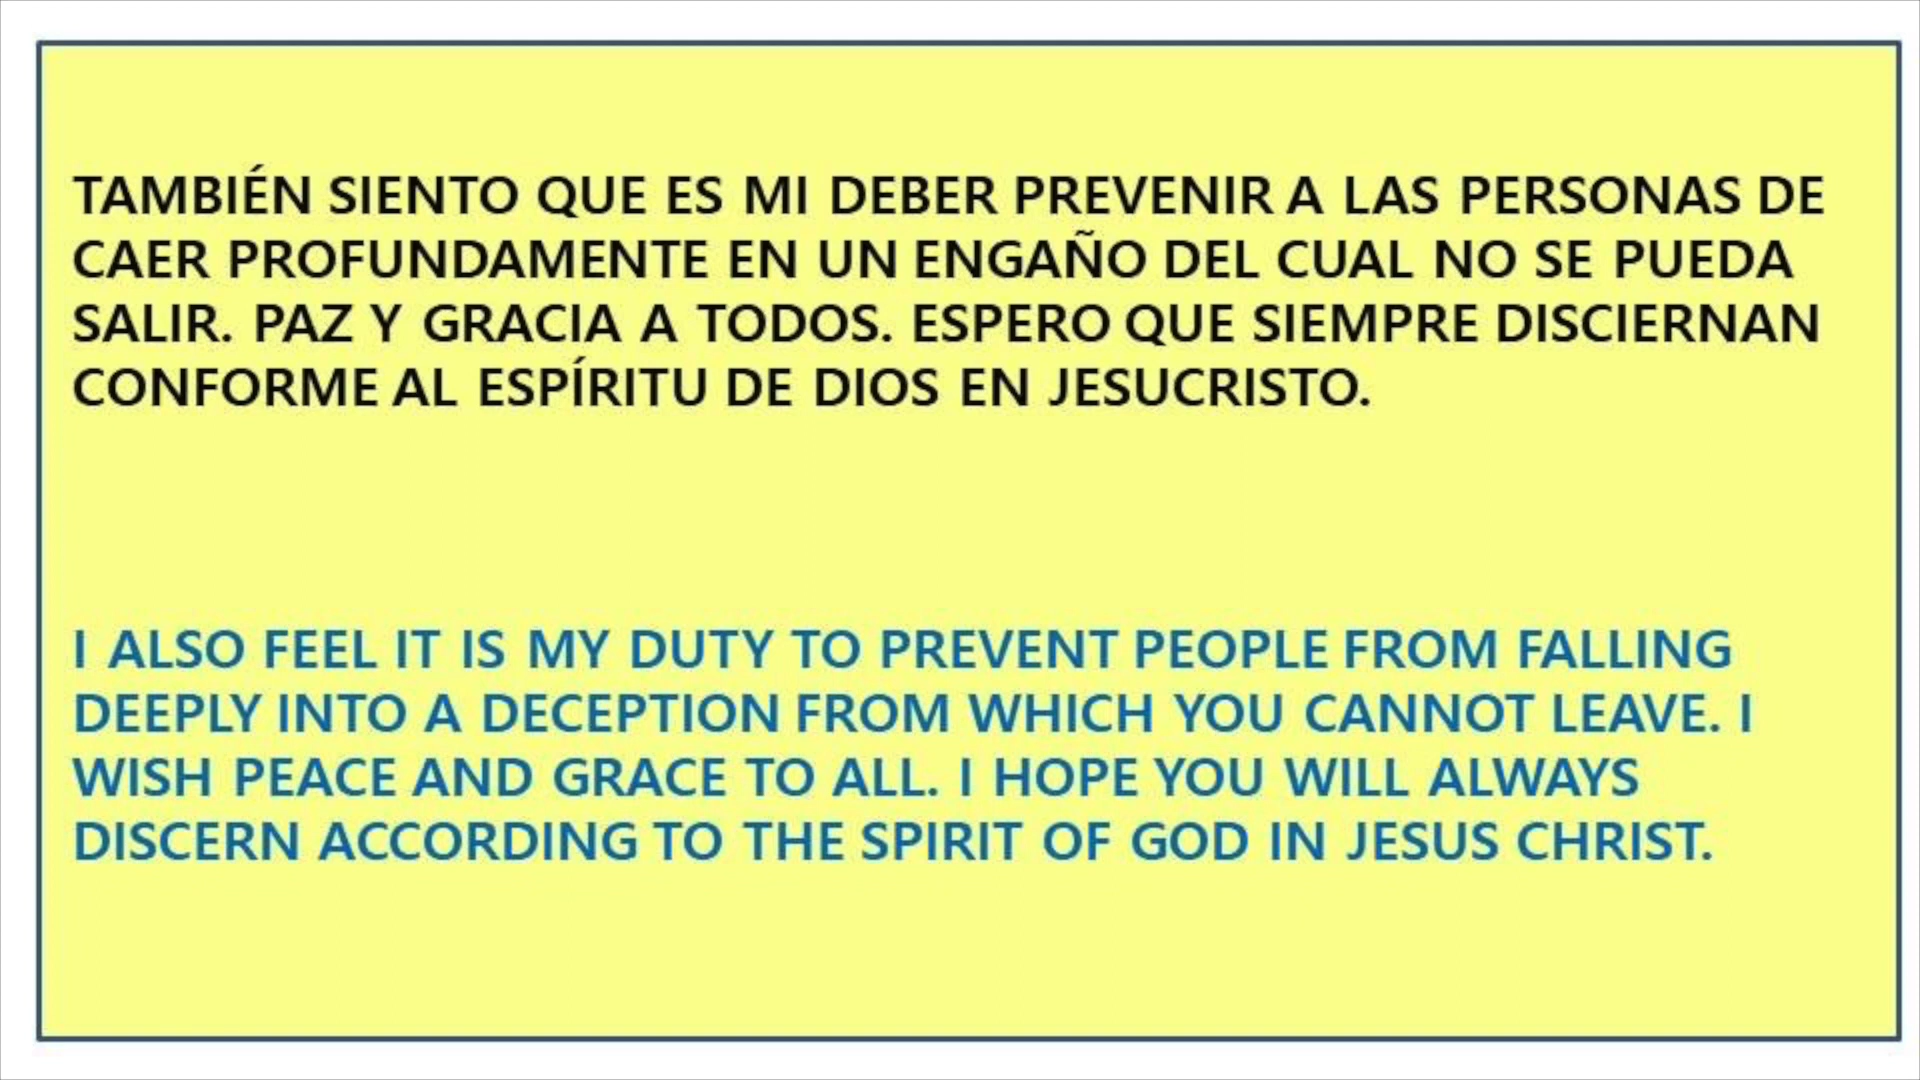 TAMBIÉN SIENTO QUE ES MI DEBER PREVENIR A LAS PERSONAS DE
CAER PROFUNDAMENTE EN UN ENGAÑO DEL CUAL NO SE PUEDA
SALIR. PAZ Y GRACIA A TODOS. ESPERO QUE SIEMPRE DISCIERNAN
CONFORME AL ESPÍRITU DE DIOS EN JESUCRISTO.
I ALSO FEEL IT IS MY DUTY TO PREVENT PEOPLE FROM FALLING
DEEPLY INTO A DECEPTION FROM WHICH YOU CANNOT LEAVE. I
WISH PEACE AND GRACE TO ALL. I HOPE YOU WILL ALWAYS
DISCERN ACCORDING TO THE SPIRIT OF GOD IN JESUS CHRIST.